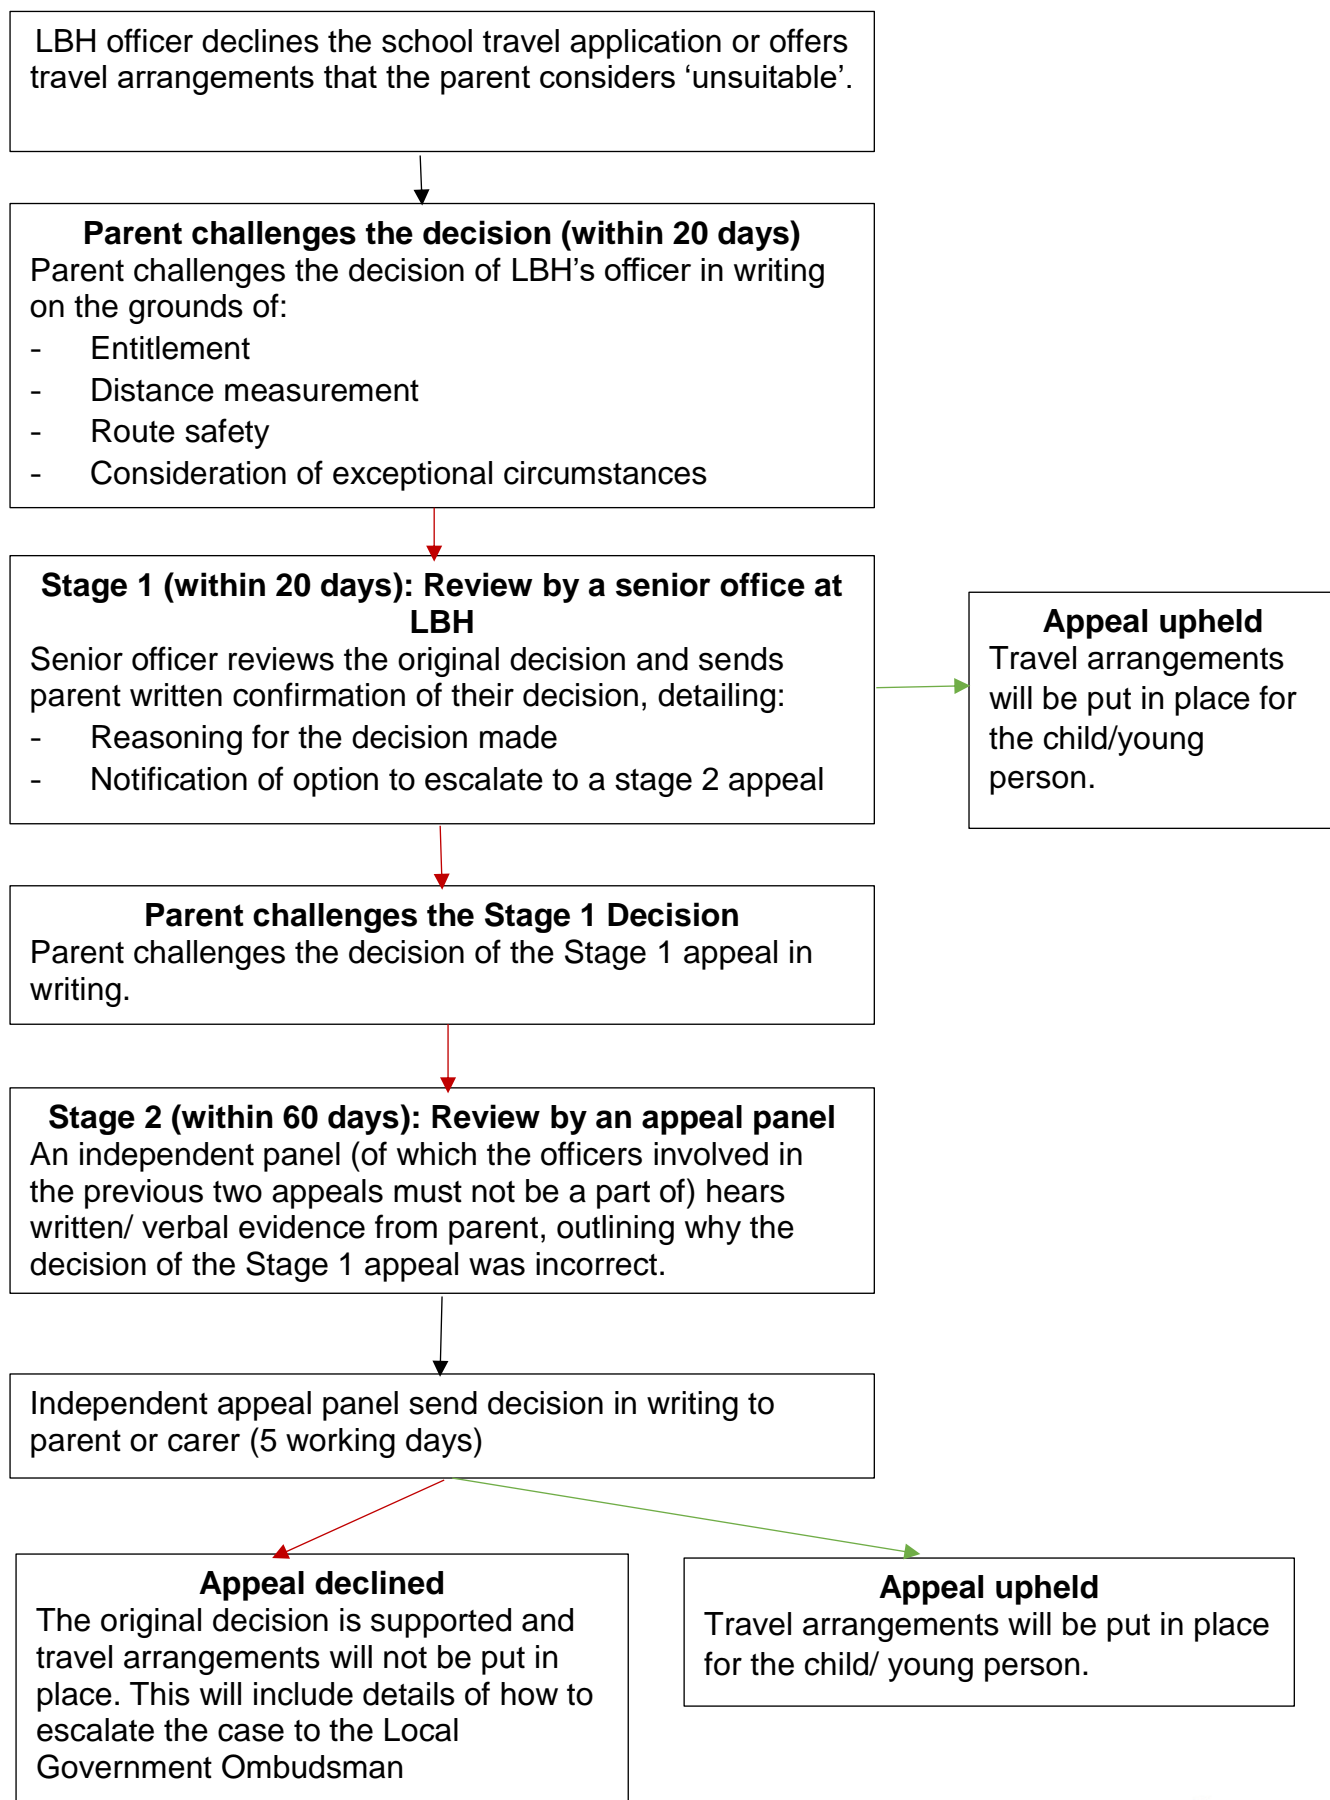 LBH officer declines the school travel application or offers
travel arrangements that the parent considers ‘unsuitable’.
Parent challenges the decision (within 20 days)
Parent challenges the decision of LBH’s officer in writing
on the grounds of:
- Entitlement
- Distance measurement
- Route safety
- Consideration of exceptional circumstances
Stage 1 (within 20 days): Review by a senior office at
LBH
Senior officer reviews the original decision and sends
parent written confirmation of their decision, detailing:
- Reasoning for the decision made
- Notification of option to escalate to a stage 2 appeal
Appeal upheld
Travel arrangements
will be put in place for
the child/young
person.
Parent challenges the Stage 1 Decision
Parent challenges the decision of the Stage 1 appeal in
writing.
Stage 2 (within 60 days): Review by an appeal panel
An independent panel (of which the officers involved in
the previous two appeals must not be a part of) hears
written/ verbal evidence from parent, outlining why the
decision of the Stage 1 appeal was incorrect.
Independent appeal panel send decision in writing to
parent or carer (5 working days)
Appeal declined
The original decision is supported and
travel arrangements will not be put in
place. This will include details of how to
escalate the case to the Local
Government Ombudsman
Appeal upheld
Travel arrangements will be put in place
for the child/ young person.